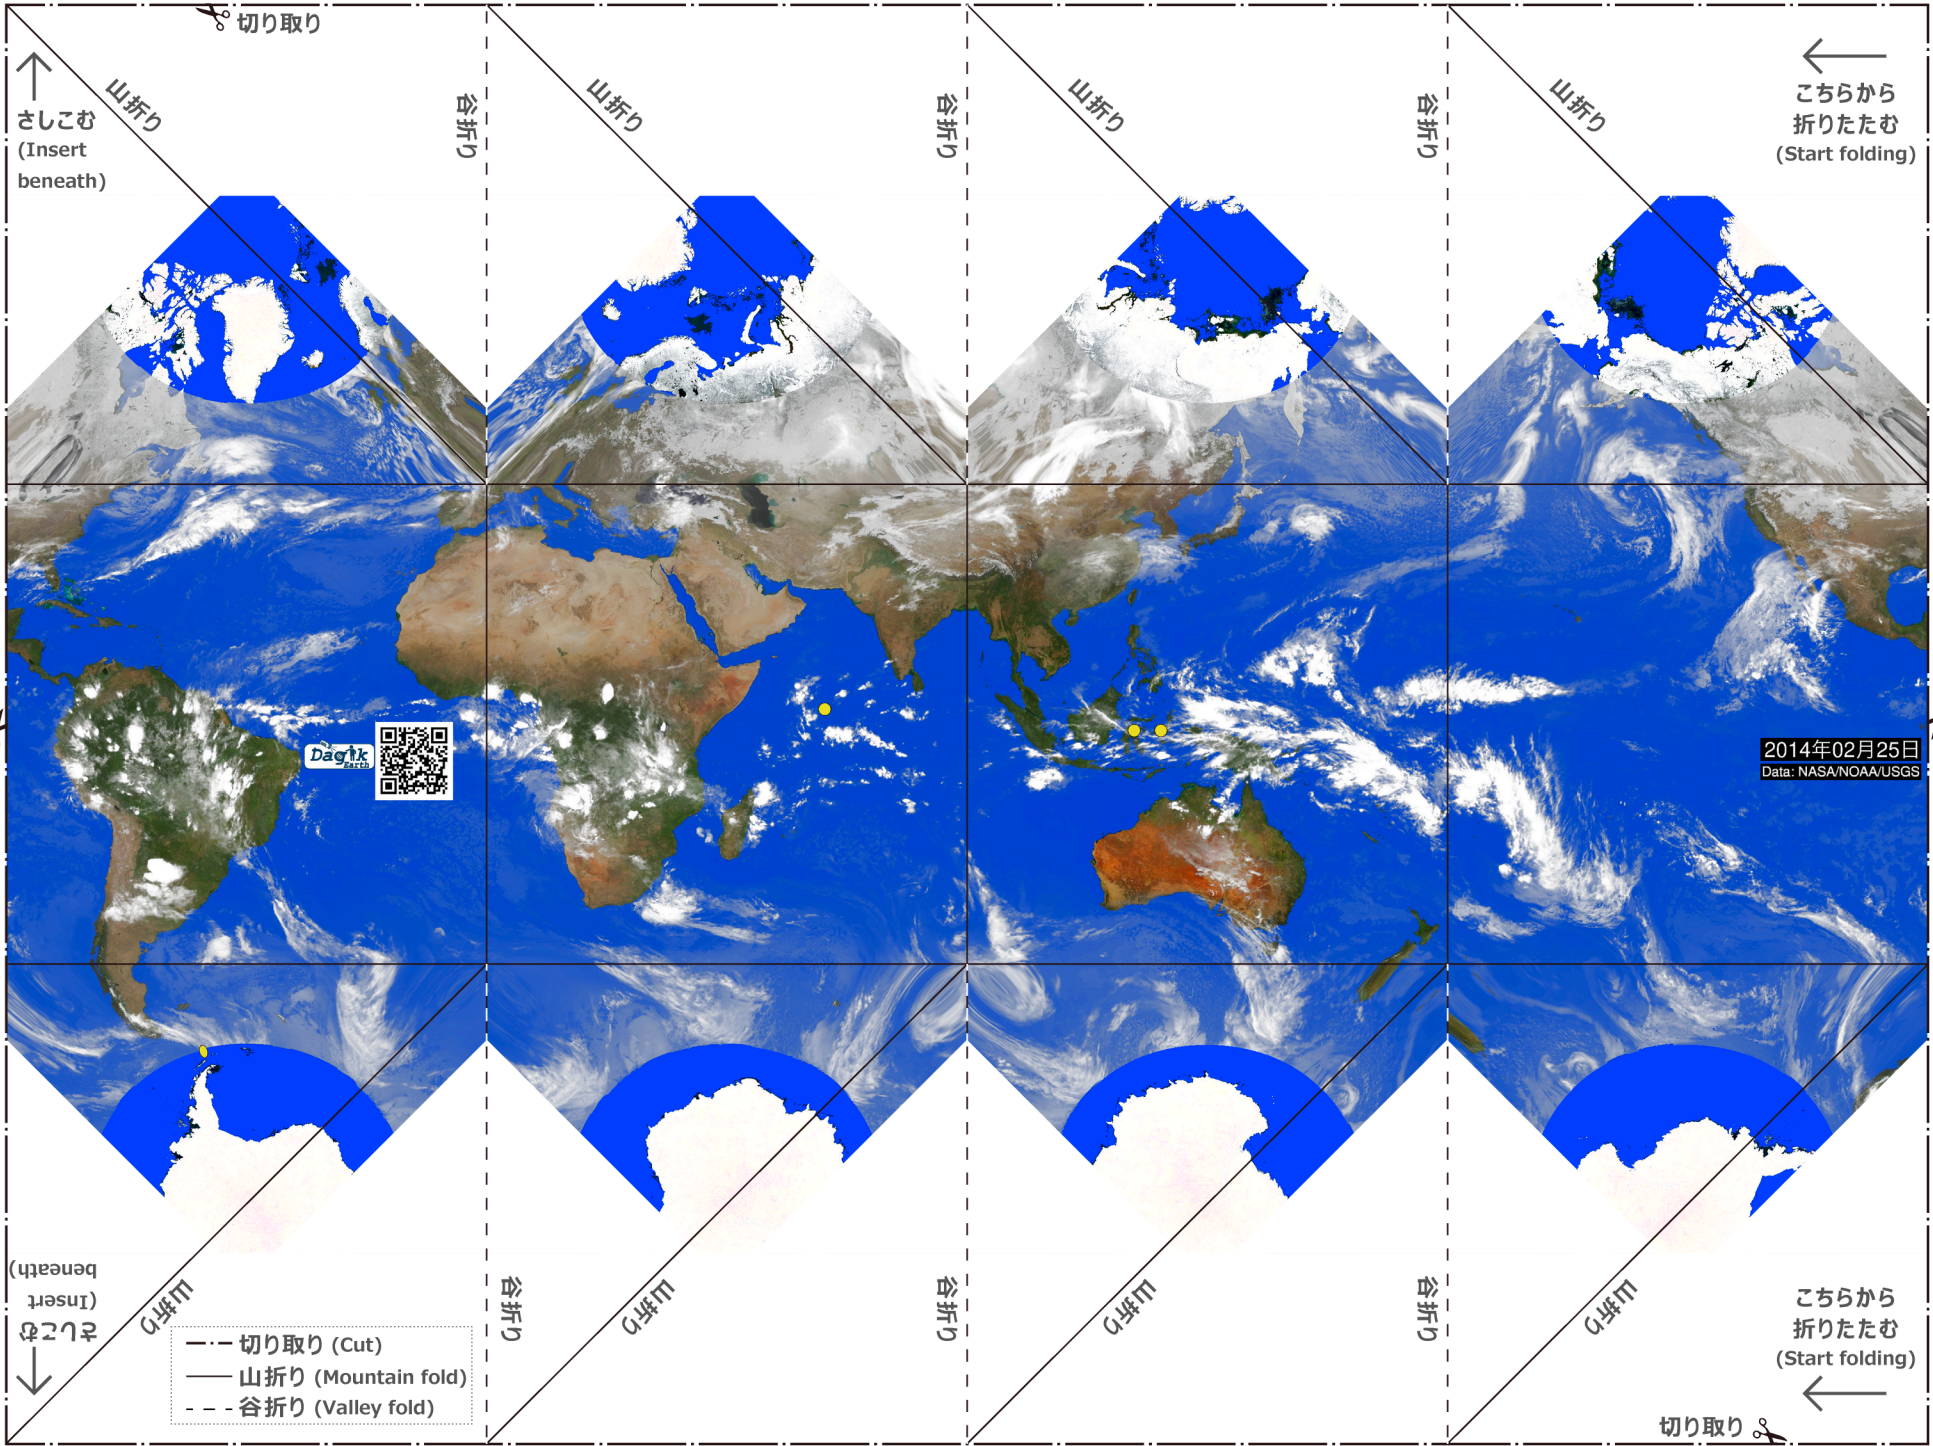 切り取り
山折り
谷折り
山折り
谷折り
山折り
谷折り
山折り
さしこむ
(Insert
beneath)
こちらから
折りたたむ
(Start folding)
Dagik
Earth
2014年02月25日
Data: NASA/NOAA/USGS
さしこむ
(Insert
beneath)
山折り
谷折り
山折り
谷折り
山折り
谷折り
山折り
切り取り (Cut)
山折り (Mountain fold)
谷折り (Valley fold)
こちらから
折りたたむ
(Start folding)
切り取り